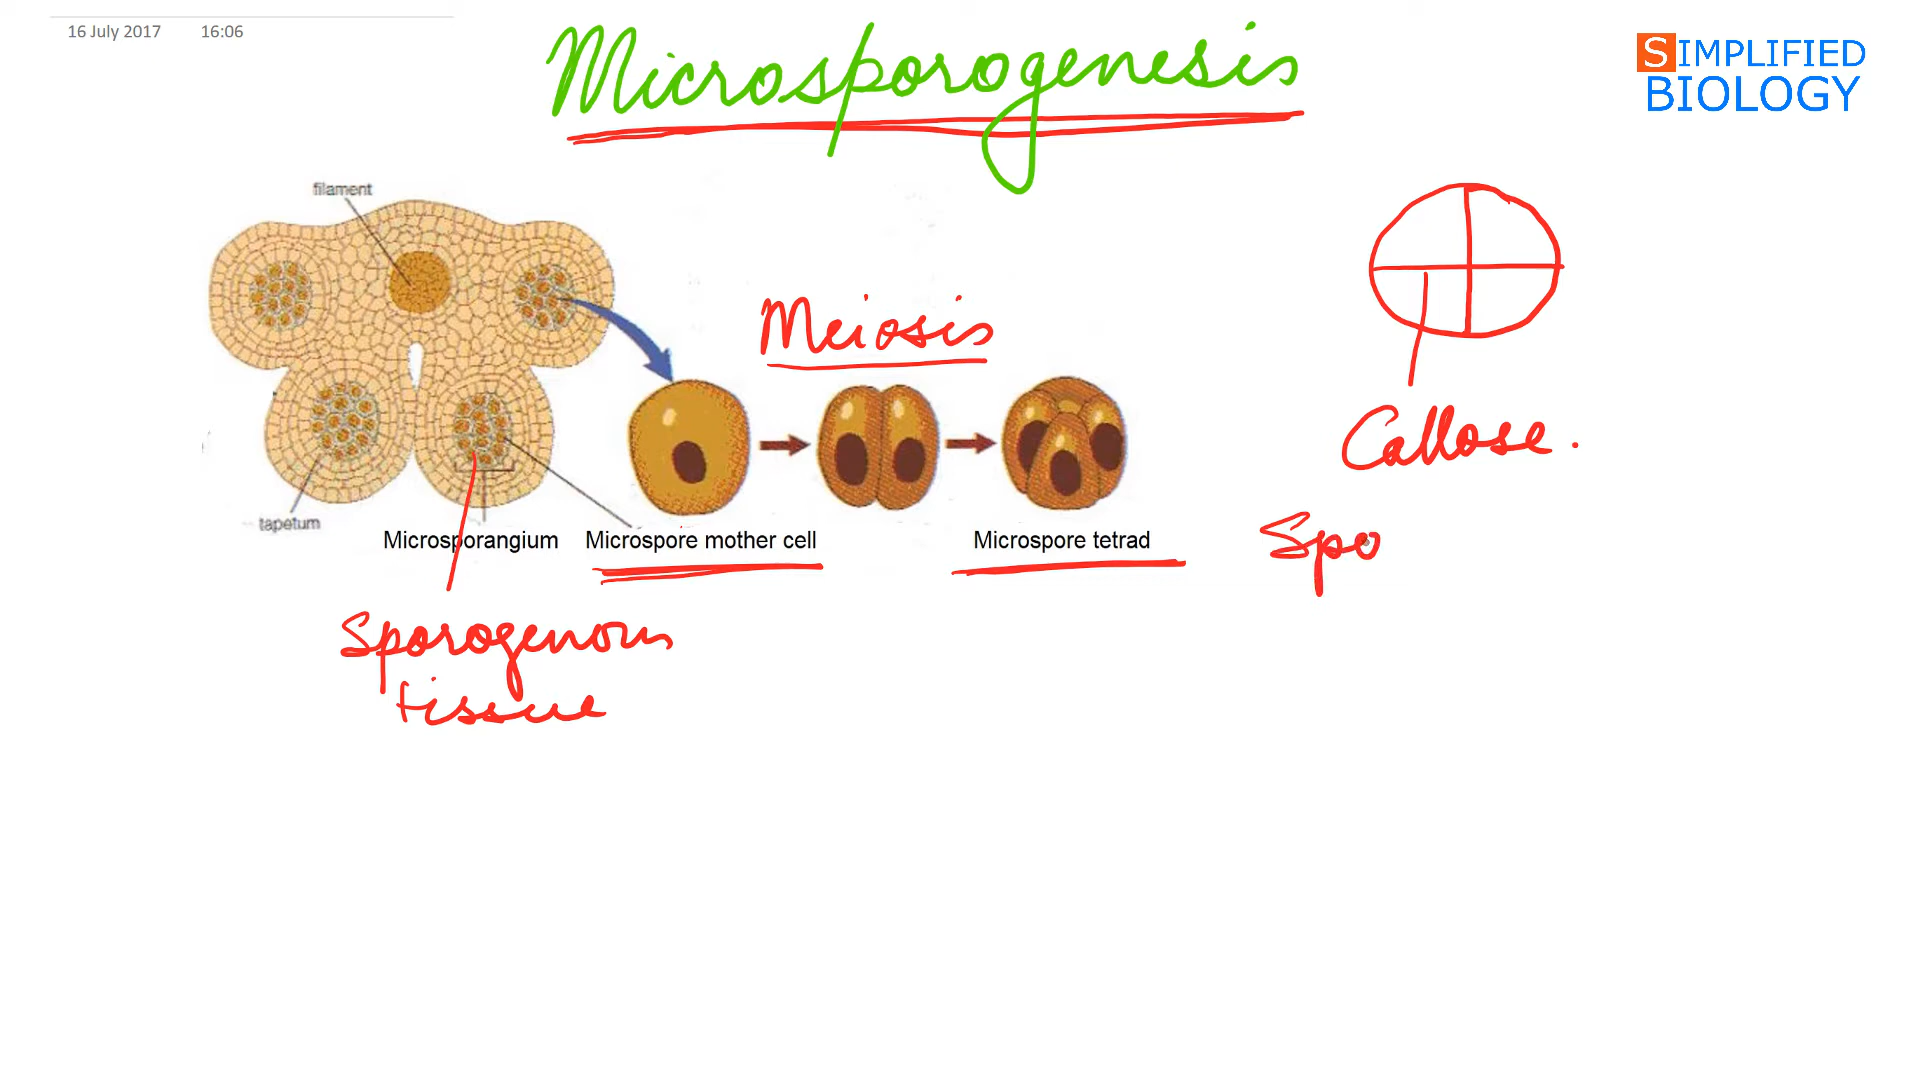 16 July 2017 16:06
Microsporogenesis
SIMPLIFIED
BIOLOGY
filament
Meiosis
Callose.
tapetum
Microsporangium
Microspore mother cell
Microspore tetrad
Spo
Sporogenous
tissue